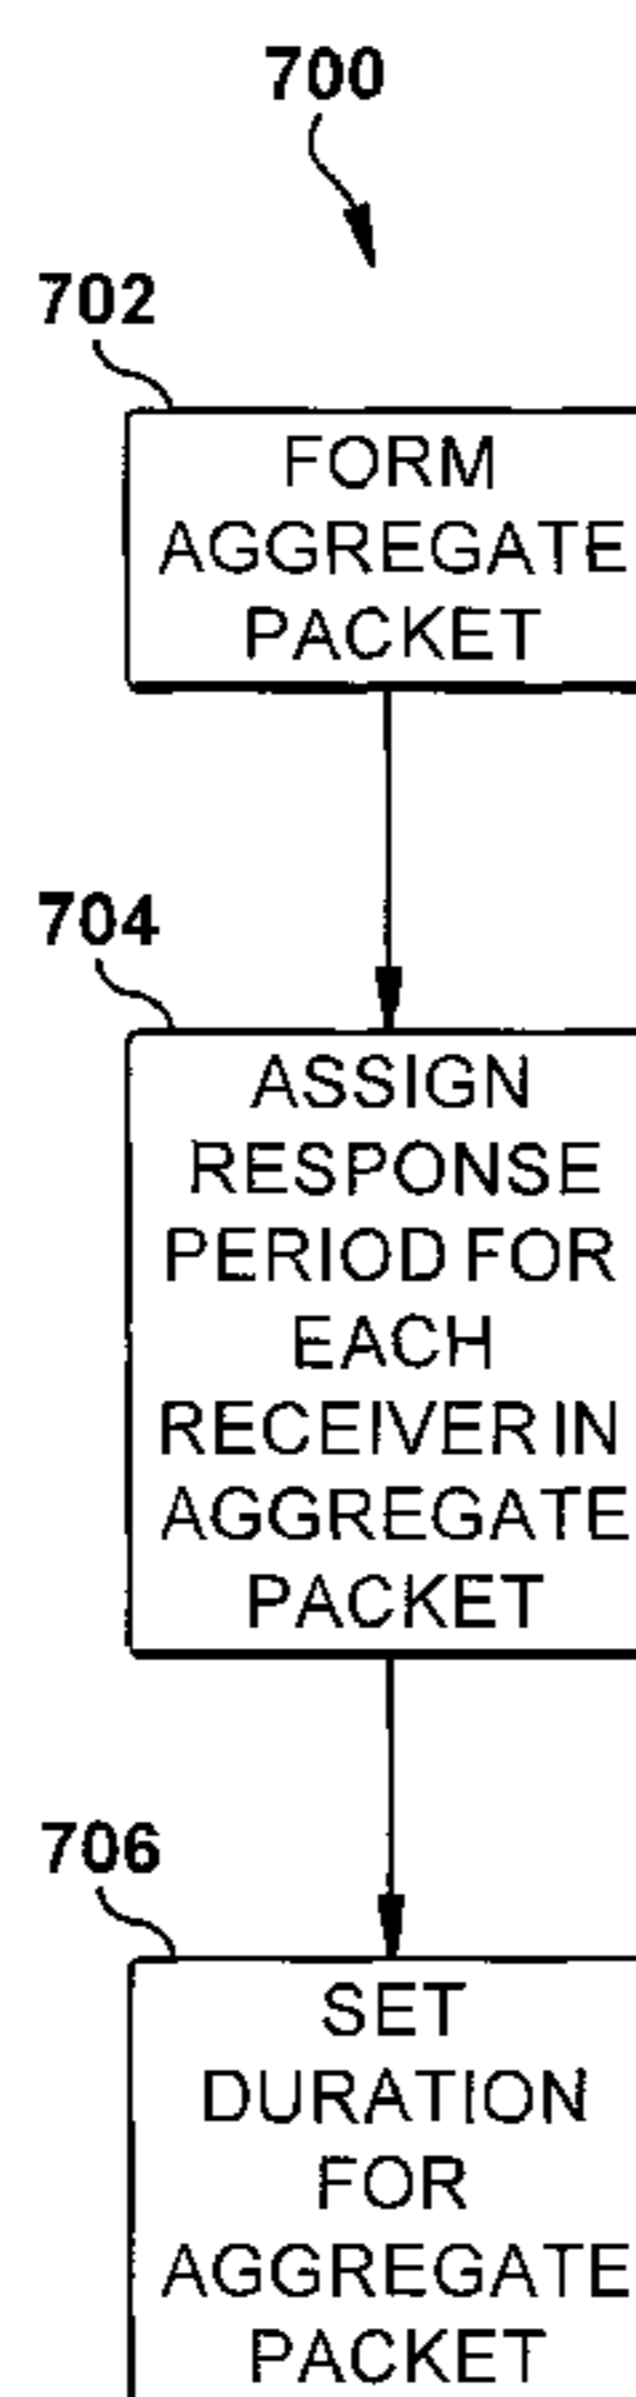 700
702
FORM
AGGREGATE
PACKET
704
ASSIGN
RESPONSE
PERIOD FOR
EACH
RECEIVER IN
AGGREGATE
PACKET
706
SET
DURATION
FOR
AGGREGATE
PACKET